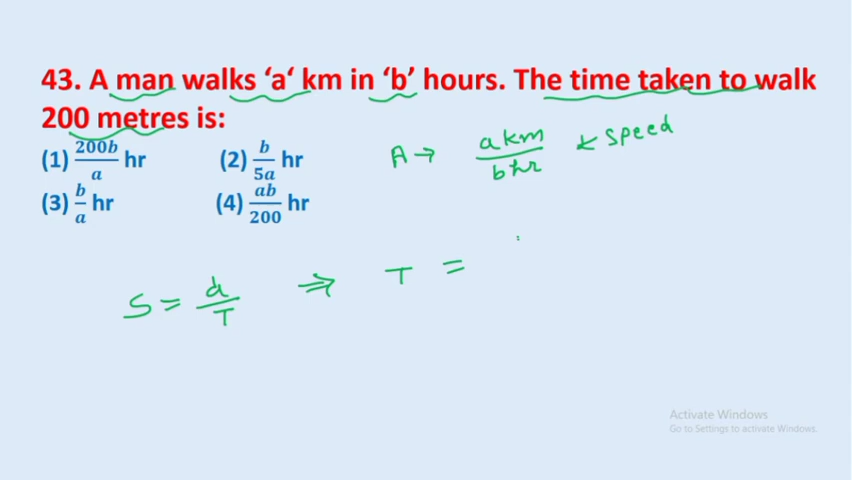 43. A man walks ‘a‘ km in ‘b’ hours. The time taken to walk
200 metres is:
(1) 200b/a hr (2) b/5a hr
(3) b/a hr (4) ab/200 hr
A → a km/b hr ↙ speed
S = d/T ⇒ T =
Activate Windows
Go to Settings to activate Windows.